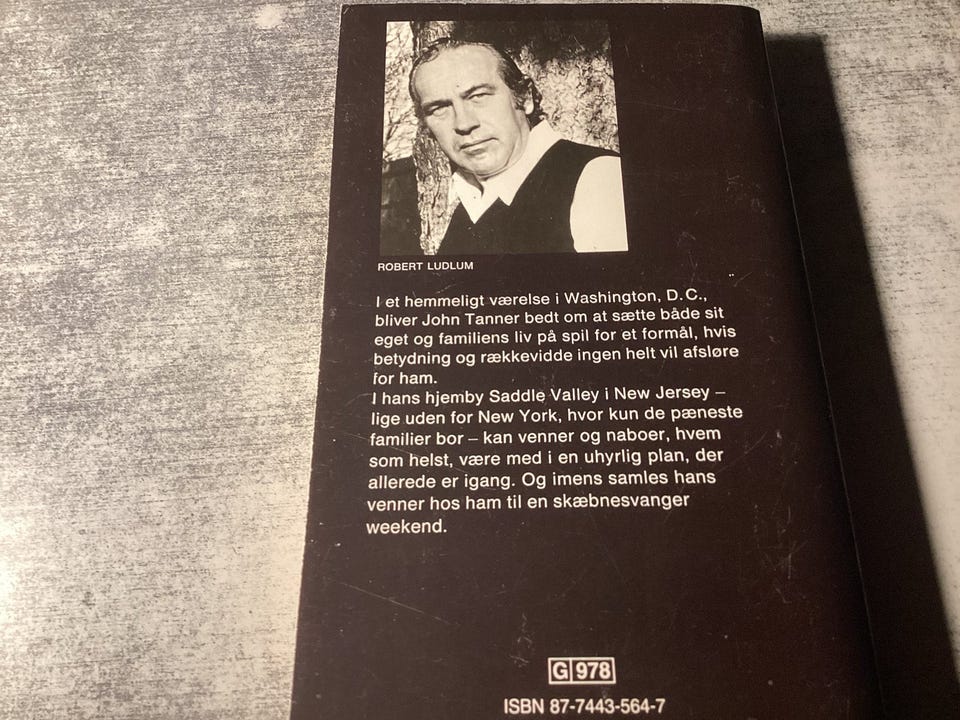 ROBERT LUDLUM
I et hemmeligt værelse i Washington, D.C.,
bliver John Tanner bedt om at sætte både sit
eget og familiens liv på spil for et formål, hvis
betydning og rækkevidde ingen helt vil afsløre
for ham.
I hans hjemby Saddle Valley i New Jersey –
lige uden for New York, hvor kun de pæneste
familier bor – kan venner og naboer, hvem
som helst, være med i en uhyrlig plan, der
allerede er igang. Og imens samles hans
venner hos ham til en skæbnesvanger
weekend.
G 978
ISBN 87-7443-564-7